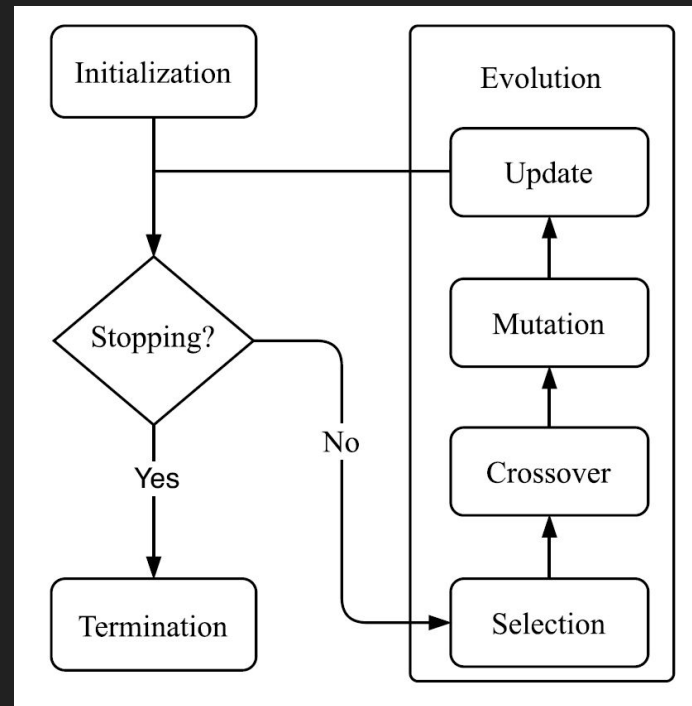 Initialization
Evolution
Update
Stopping?
Mutation
No
Crossover
Yes
Termination
Selection